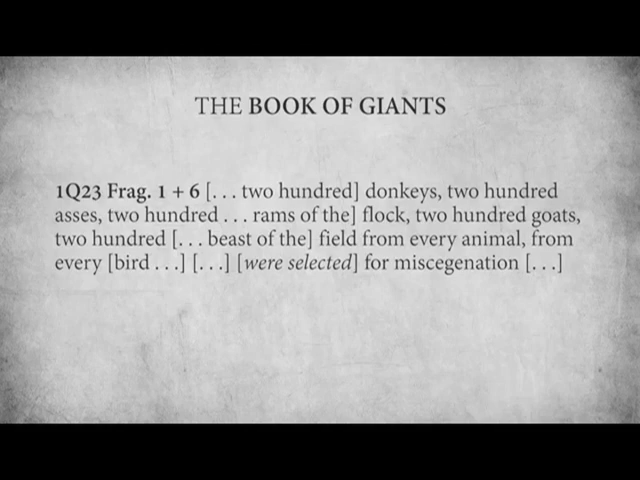 THE BOOK OF GIANTS
1Q23 Frag. 1 + 6 [. . . two hundred] donkeys, two hundred
asses, two hundred . . . rams of the] flock, two hundred goats,
two hundred [. . . beast of the] field from every animal, from
every [bird . . .] [. . .] [were selected] for miscegenation [. . .]